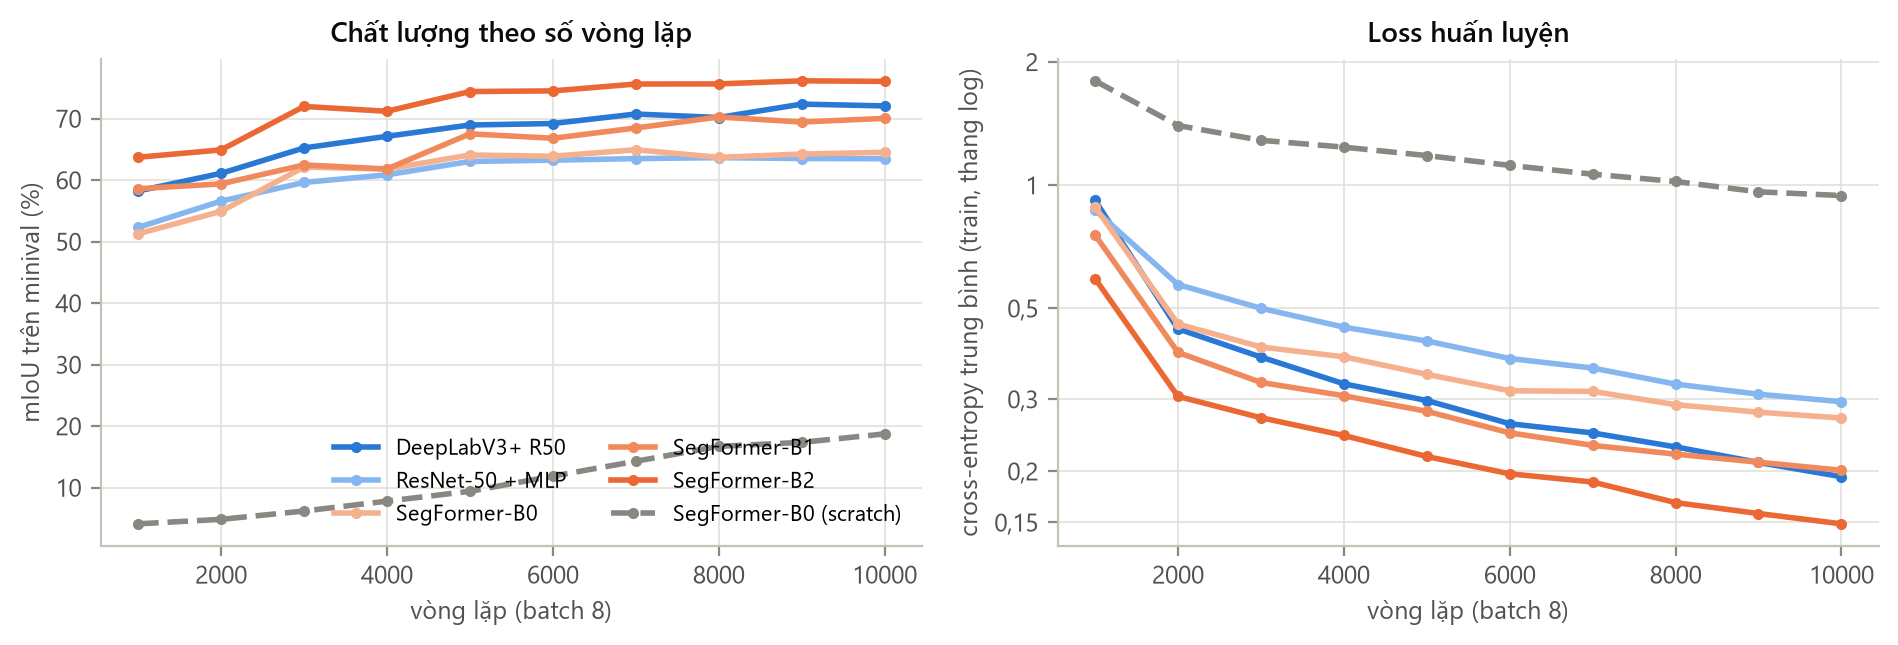 Chất lượng theo số vòng lặp
mIoU trên minival (%)
70
60
50
40
30
20
10
DeepLabV3+ R50
ResNet-50 + MLP
SegFormer-B0
SegFormer-B1
SegFormer-B2
SegFormer-B0 (scratch)
2000 4000 6000 8000 10000
vòng lặp (batch 8)
Loss huấn luyện
cross-entropy trung bình (train, thang log)
2
1
0,5
0,3
0,2
0,15
2000 4000 6000 8000 10000
vòng lặp (batch 8)